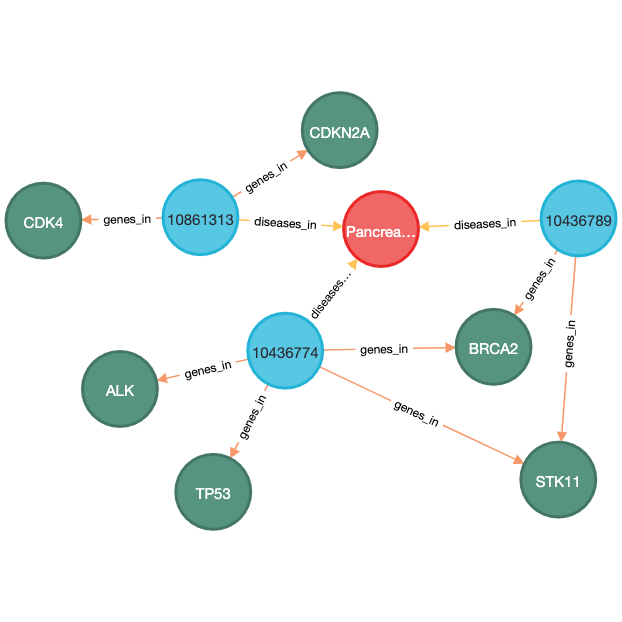 CDKN2A
genes_in
CDK4
genes_in
10861313
diseases_in
Pancrea...
diseases_in
10436789
diseases...
genes_in
genes_in
10436774
genes_in
BRCA2
ALK
genes_in
genes_in
genes_in
TP53
STK11